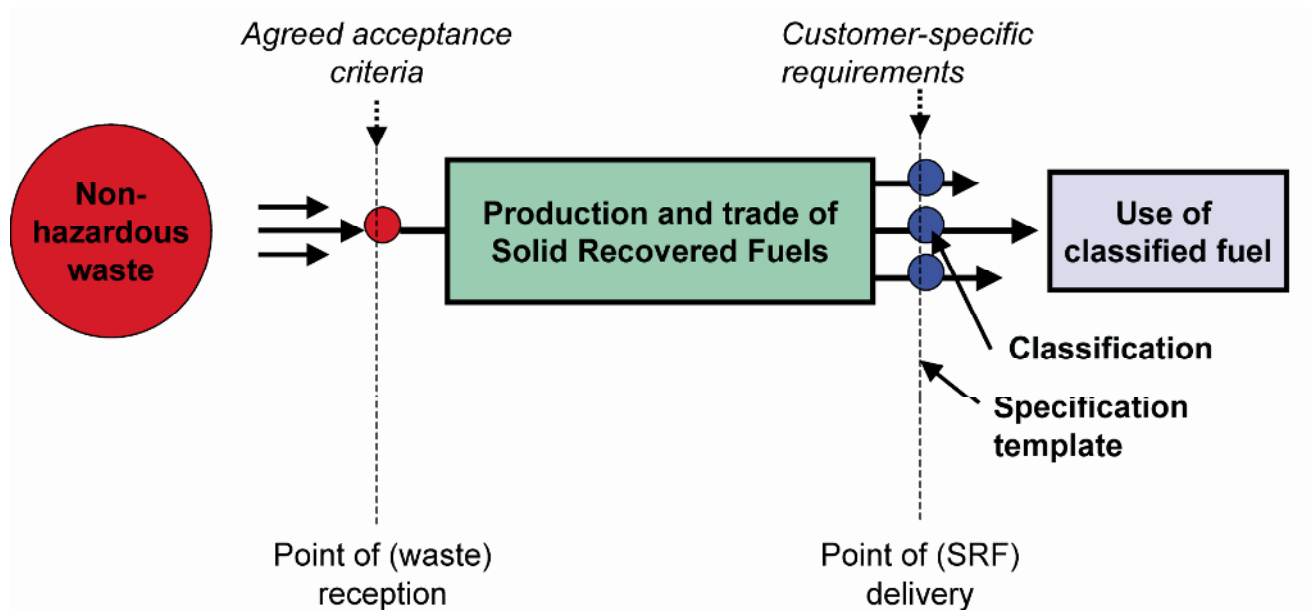 Agreed acceptance
criteria
Customer-specific
requirements
Non-
hazardous
waste
Production and trade of
Solid Recovered Fuels
Use of
classified fuel
Classification
Specification
template
Point of (waste)
reception
Point of (SRF)
delivery